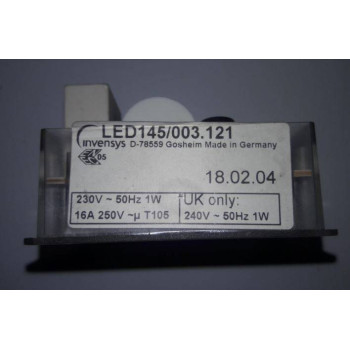 LED145/003.121
invensys D-78559 Gosheim Made in Germany
05
18.02.04
230V ~ 50Hz 1W
16A 250V ~µ T105
UK only:
240V ~ 50Hz 1W